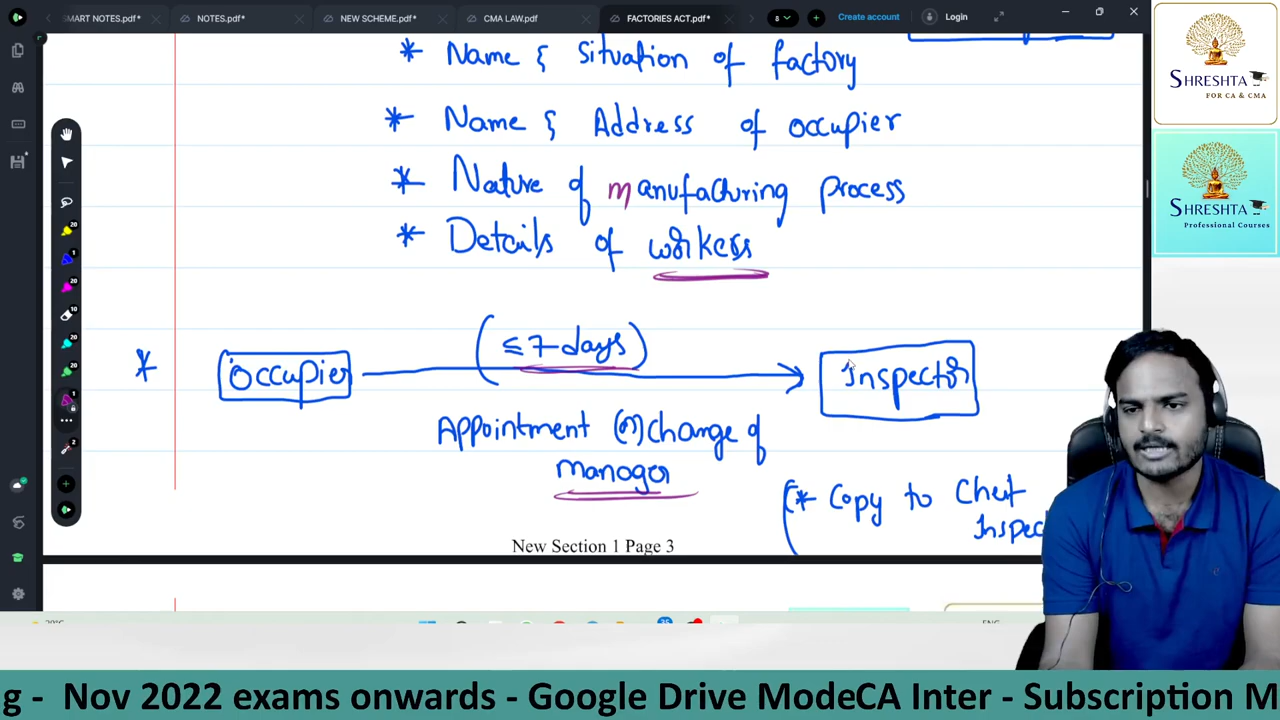 SMART NOTES.pdf*
NOTES.pdf*
NEW SCHEME.pdf*
CMA LAW.pdf
FACTORIES ACT.pdf*
8
Create account
Login
* Name & Situation of factory
* Name & Address of occupier
* Nature of manufacturing process
* Details of workers
* Occupier
(≤ 7 days)
Inspector
Appointment (or) change of
manager
(* Copy to Cheif
Inspec
New Section 1 Page 3
SHRESHTA
FOR CA & CMA
SHRESHTA
Professional Courses
ENG
g - Nov 2022 exams onwards - Google Drive ModeCA Inter - Subscription M